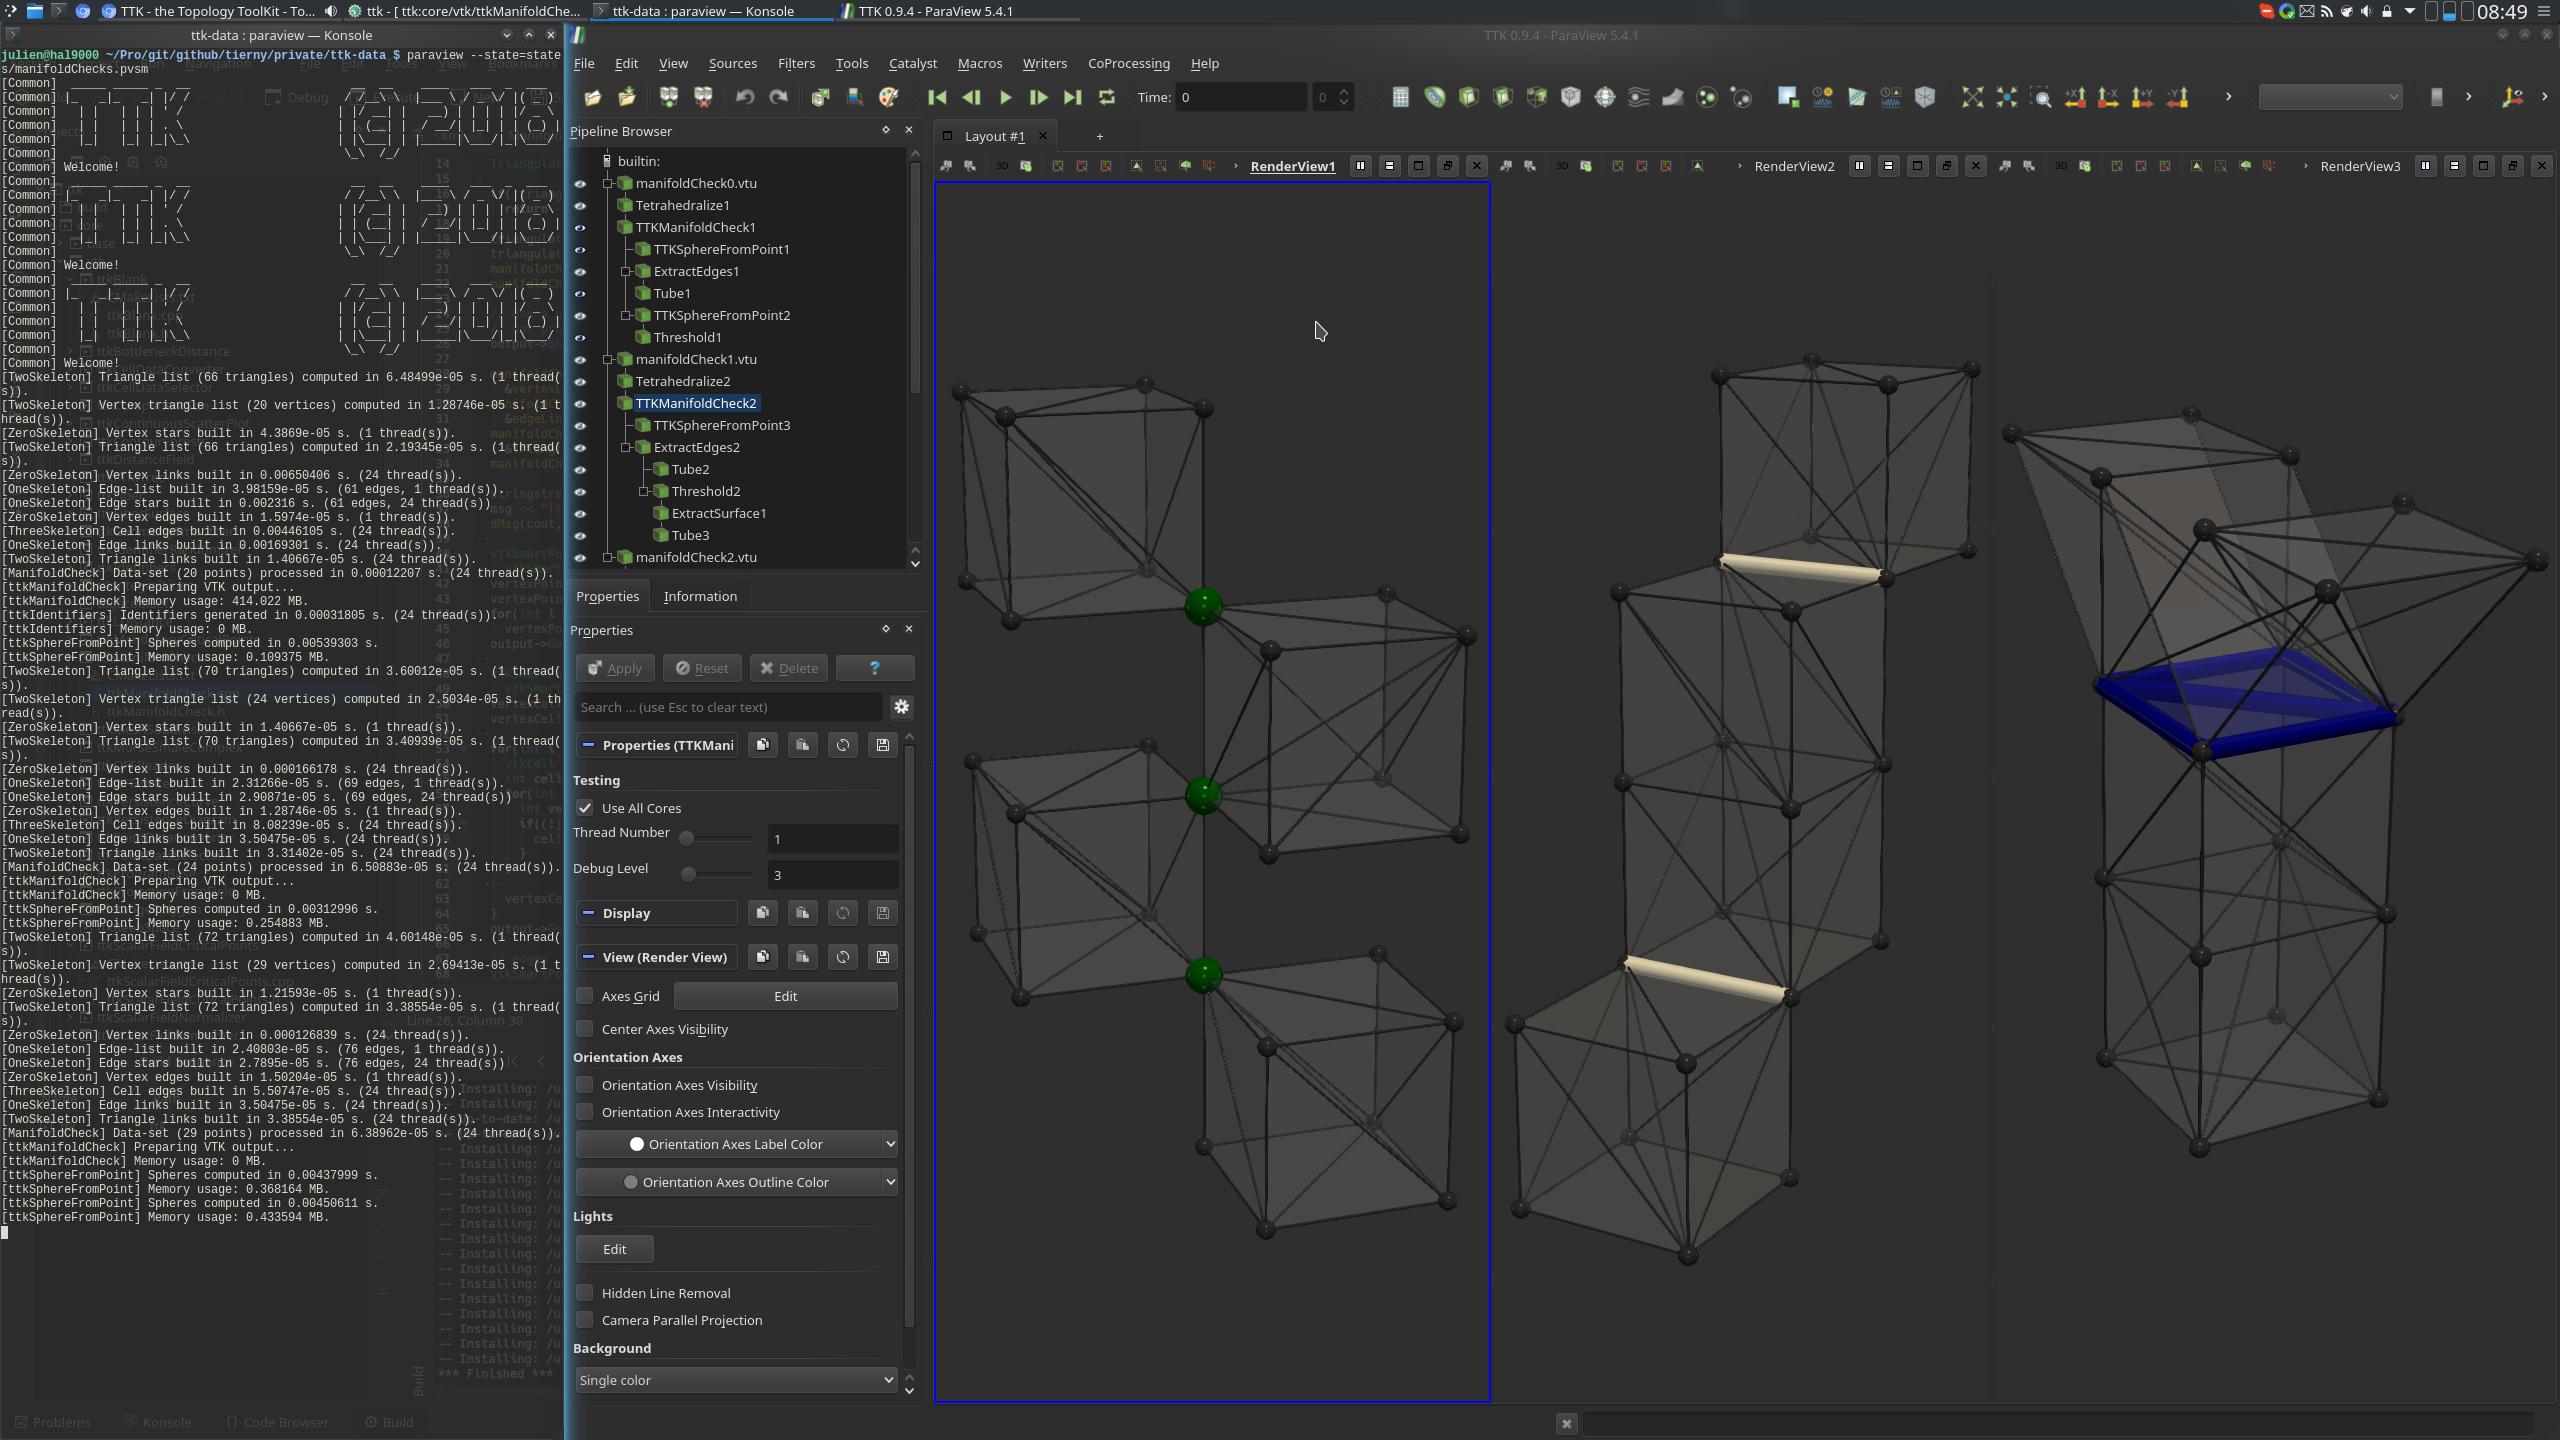 TTK - the Topology ToolKit - To...
ttk - [ ttk:core/vtk/ttkManifoldChe...
ttk-data : paraview — Konsole
TTK 0.9.4 - ParaView 5.4.1
08:49
ttk-data : paraview — Konsole
julien@hal9000 ~/Pro/git/github/tierny/private/ttk-data $ paraview --state=state
s/manifoldChecks.pvsm
[Common]
[Common]
[Common]
[Common]
[Common]
[Common]
[Common] Welcome!
[Common]
[Common]
[Common]
[Common]
[Common]
[Common]
[Common] Welcome!
[Common]
[Common]
[Common]
[Common]
[Common]
[Common]
[Common] Welcome!
[TwoSkeleton] Triangle list (66 triangles) computed in 6.48499e-05 s. (1 thread(
s)).
[TwoSkeleton] Vertex triangle list (20 vertices) computed in 1.28746e-05 s. (1 t
hread(s)).
[ZeroSkeleton] Vertex stars built in 4.3869e-05 s. (1 thread(s)).
[TwoSkeleton] Triangle list (66 triangles) computed in 2.19345e-05 s. (1 thread(
s)).
[ZeroSkeleton] Vertex links built in 0.00650406 s. (24 thread(s)).
[OneSkeleton] Edge-list built in 3.98159e-05 s. (61 edges, 1 thread(s)).
[OneSkeleton] Edge stars built in 0.002316 s. (61 edges, 24 thread(s))
[ZeroSkeleton] Vertex edges built in 1.5974e-05 s. (1 thread(s)).
[ThreeSkeleton] Cell edges built in 0.00446105 s. (24 thread(s)).
[OneSkeleton] Edge links built in 0.00169301 s. (24 thread(s)).
[TwoSkeleton] Triangle links built in 1.40667e-05 s. (24 thread(s)).
[ManifoldCheck] Data-set (20 points) processed in 0.00012207 s. (24 thread(s)).
[ttkManifoldCheck] Preparing VTK output...
[ttkManifoldCheck] Memory usage: 414.022 MB.
[ttkIdentifiers] Identifiers generated in 0.00031805 s. (24 thread(s)).
[ttkIdentifiers] Memory usage: 0 MB.
[ttkSphereFromPoint] Spheres computed in 0.00539303 s.
[ttkSphereFromPoint] Memory usage: 0.109375 MB.
[TwoSkeleton] Triangle list (70 triangles) computed in 3.60012e-05 s. (1 thread(
s)).
[TwoSkeleton] Vertex triangle list (24 vertices) computed in 2.5034e-05 s. (1 th
read(s)).
[ZeroSkeleton] Vertex stars built in 1.40667e-05 s. (1 thread(s)).
[TwoSkeleton] Triangle list (70 triangles) computed in 3.40939e-05 s. (1 thread(
s)).
[ZeroSkeleton] Vertex links built in 0.000166178 s. (24 thread(s)).
[OneSkeleton] Edge-list built in 2.31266e-05 s. (69 edges, 1 thread(s)).
[OneSkeleton] Edge stars built in 2.90871e-05 s. (69 edges, 24 thread(s))
[ZeroSkeleton] Vertex edges built in 1.28746e-05 s. (1 thread(s)).
[ThreeSkeleton] Cell edges built in 8.08239e-05 s. (24 thread(s)).
[OneSkeleton] Edge links built in 3.50475e-05 s. (24 thread(s)).
[TwoSkeleton] Triangle links built in 3.31402e-05 s. (24 thread(s)).
[ManifoldCheck] Data-set (24 points) processed in 6.50883e-05 s. (24 thread(s)).
[ttkManifoldCheck] Preparing VTK output...
[ttkManifoldCheck] Memory usage: 0 MB.
[ttkSphereFromPoint] Spheres computed in 0.00312996 s.
[ttkSphereFromPoint] Memory usage: 0.254883 MB.
[TwoSkeleton] Triangle list (72 triangles) computed in 4.60148e-05 s. (1 thread(
s)).
[TwoSkeleton] Vertex triangle list (29 vertices) computed in 2.69413e-05 s. (1 t
hread(s)).
[ZeroSkeleton] Vertex stars built in 1.21593e-05 s. (1 thread(s)).
[TwoSkeleton] Triangle list (72 triangles) computed in 3.38554e-05 s. (1 thread(
s)).
[ZeroSkeleton] Vertex links built in 0.000126839 s. (24 thread(s)).
[OneSkeleton] Edge-list built in 2.40803e-05 s. (76 edges, 1 thread(s)).
[OneSkeleton] Edge stars built in 2.7895e-05 s. (76 edges, 24 thread(s))
[ZeroSkeleton] Vertex edges built in 1.50204e-05 s. (1 thread(s)).
[ThreeSkeleton] Cell edges built in 5.50747e-05 s. (24 thread(s)).
[OneSkeleton] Edge links built in 3.50475e-05 s. (24 thread(s)).
[TwoSkeleton] Triangle links built in 3.38554e-05 s. (24 thread(s)).
[ManifoldCheck] Data-set (29 points) processed in 6.38962e-05 s. (24 thread(s)).
[ttkManifoldCheck] Preparing VTK output...
[ttkManifoldCheck] Memory usage: 0 MB.
[ttkSphereFromPoint] Spheres computed in 0.00437999 s.
[ttkSphereFromPoint] Memory usage: 0.368164 MB.
[ttkSphereFromPoint] Spheres computed in 0.00450611 s.
[ttkSphereFromPoint] Memory usage: 0.433594 MB.
*** Finished ***
Problems
Konsole
Code Browser
Build
TTK 0.9.4 - ParaView 5.4.1
File Edit View Sources Filters Tools Catalyst Macros Writers CoProcessing Help
Time: 0
0
Pipeline Browser
builtin:
manifoldCheck0.vtu
Tetrahedralize1
TTKManifoldCheck1
TTKSphereFromPoint1
ExtractEdges1
Tube1
TTKSphereFromPoint2
Threshold1
manifoldCheck1.vtu
Tetrahedralize2
TTKManifoldCheck2
TTKSphereFromPoint3
ExtractEdges2
Tube2
Threshold2
ExtractSurface1
Tube3
manifoldCheck2.vtu
Properties Information
Properties
Apply Reset Delete ?
Search ... (use Esc to clear text)
Properties (TTKMani
Testing
Use All Cores
Thread Number 1
Debug Level 3
Display
View (Render View)
Axes Grid Edit
Center Axes Visibility
Orientation Axes
Orientation Axes Visibility
Orientation Axes Interactivity
Orientation Axes Label Color
Orientation Axes Outline Color
Lights
Edit
Hidden Line Removal
Camera Parallel Projection
Background
Single color
Layout #1 +
3D RenderView1
3D RenderView2
3D RenderView3